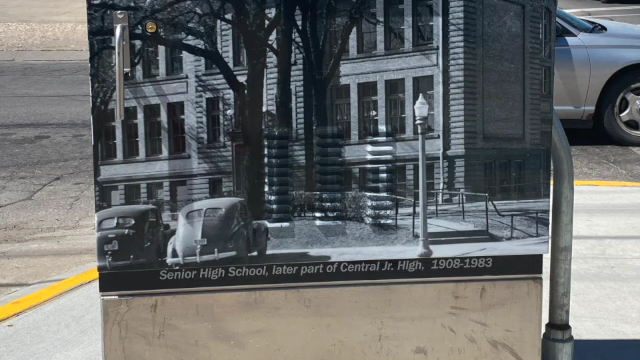 Senior High School, later part of Central Jr. High, 1908-1983